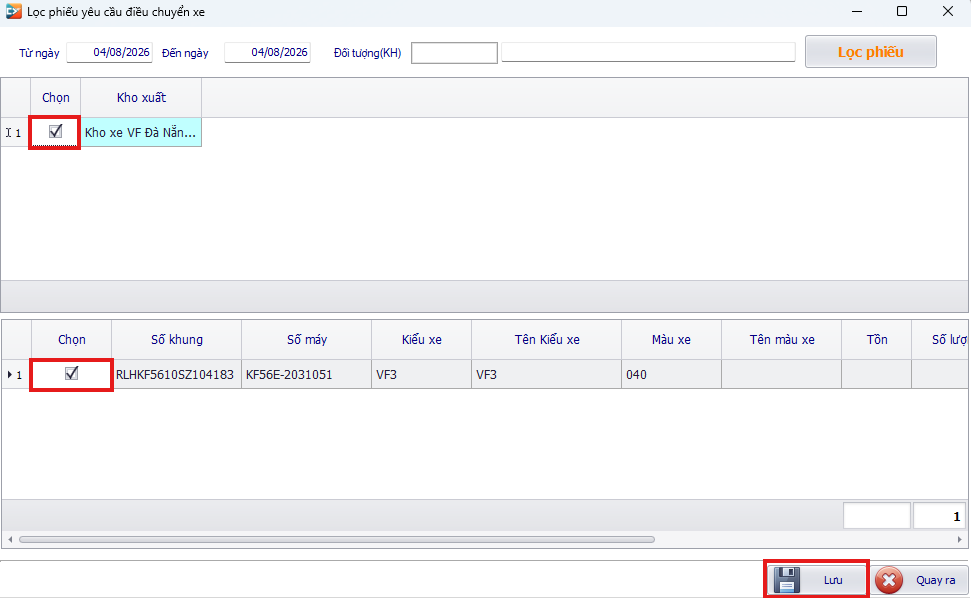 Lọc phiếu yêu cầu điều chuyển xe
Từ ngày 04/08/2026 Đến ngày 04/08/2026 Đối tượng(KH) Lọc phiếu
Chọn Kho xuất
1 Kho xe VF Đà Nẵn...
Chọn Số khung Số máy Kiểu xe Tên Kiểu xe Màu xe Tên màu xe Tồn Số lượ
1 RLHKF5610SZ104183 KF56E-2031051 VF3 VF3 040
1
Lưu Quay ra